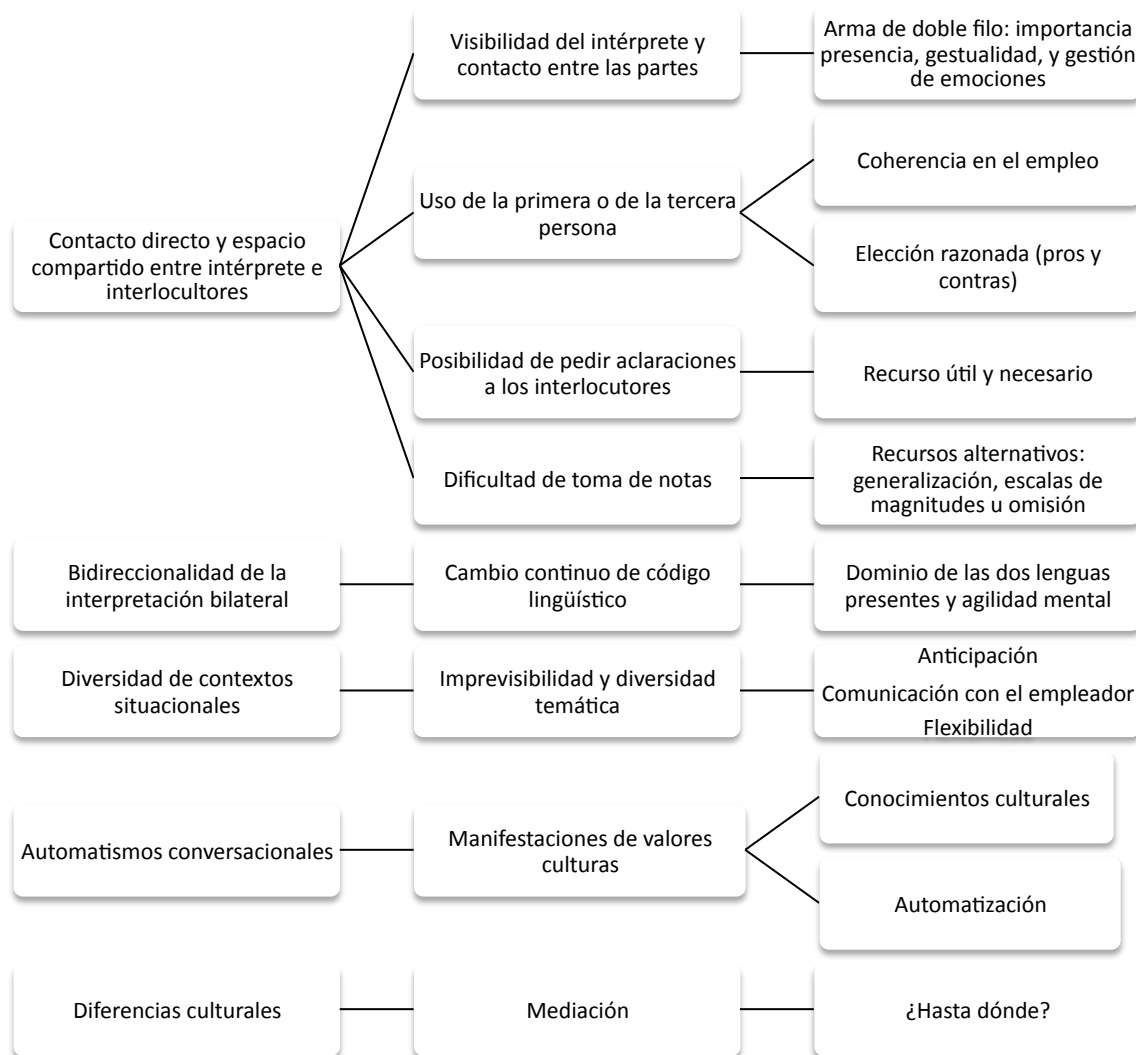 Visibilidad del intérprete y
contacto entre las partes
Arma de doble filo: importancia
presencia, gestualidad, y gestión
de emociones
Contacto directo y espacio
compartido entre intérprete e
interlocutores
Uso de la primera o de la tercera
persona
Coherencia en el empleo
Elección razonada (pros y
contras)
Posibilidad de pedir aclaraciones
a los interlocutores
Recurso útil y necesario
Dificultad de toma de notas
Recursos alternativos:
generalización, escalas de
magnitudes u omisión
Bidireccionalidad de la
interpretación bilateral
Cambio continuo de código
lingüístico
Dominio de las dos lenguas
presentes y agilidad mental
Diversidad de contextos
situacionales
Imprevisibilidad y diversidad
temática
Anticipación
Comunicación con el empleador
Flexibilidad
Automatismos conversacionales
Manifestaciones de valores
culturas
Conocimientos culturales
Automatización
Diferencias culturales
Mediación
¿Hasta dónde?